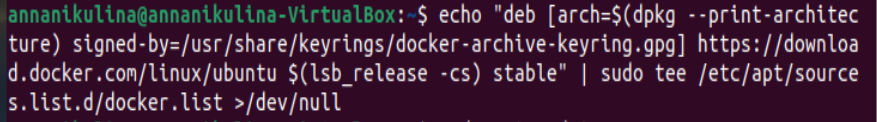 annanikulina@annanikulina-VirtualBox:~$ echo "deb [arch=$(dpkg --print-architec
ture) signed-by=/usr/share/keyrings/docker-archive-keyring.gpg] https://downloa
d.docker.com/linux/ubuntu $(lsb_release -cs) stable" | sudo tee /etc/apt/source
s.list.d/docker.list >/dev/null